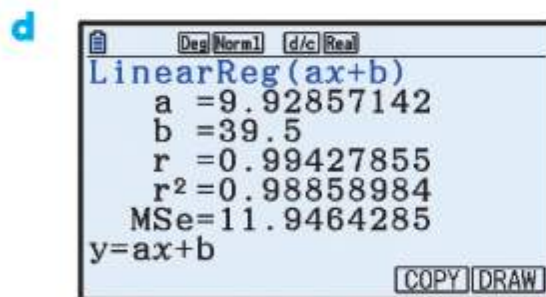 d
Deg Norm1 d/c Real
LinearReg(ax+b)
a =9.92857142
b =39.5
r =0.99427855
r²=0.98858984
MSe=11.9464285
y=ax+b
COPY DRAW